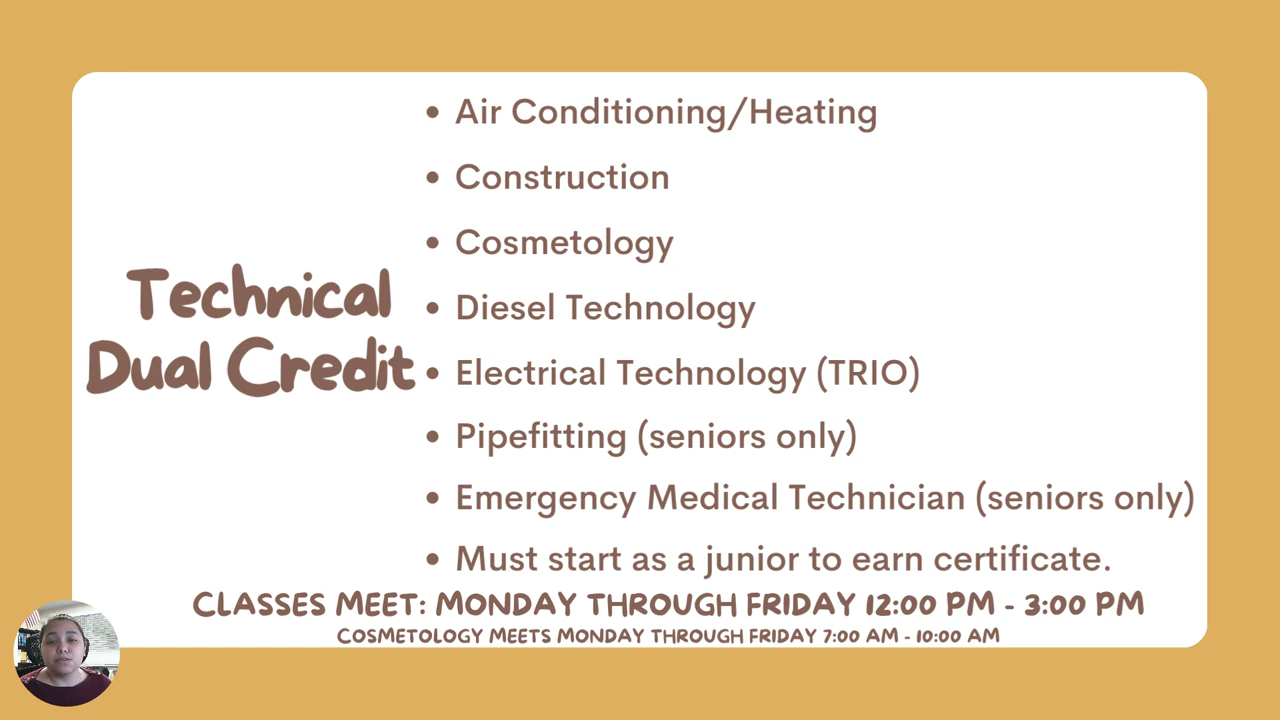 Technical
Dual Credit
• Air Conditioning/Heating
• Construction
• Cosmetology
• Diesel Technology
• Electrical Technology (TRIO)
• Pipefitting (seniors only)
• Emergency Medical Technician (seniors only)
• Must start as a junior to earn certificate.
CLASSES MEET: MONDAY THROUGH FRIDAY 12:00 PM - 3:00 PM
COSMETOLOGY MEETS MONDAY THROUGH FRIDAY 7:00 AM - 10:00 AM